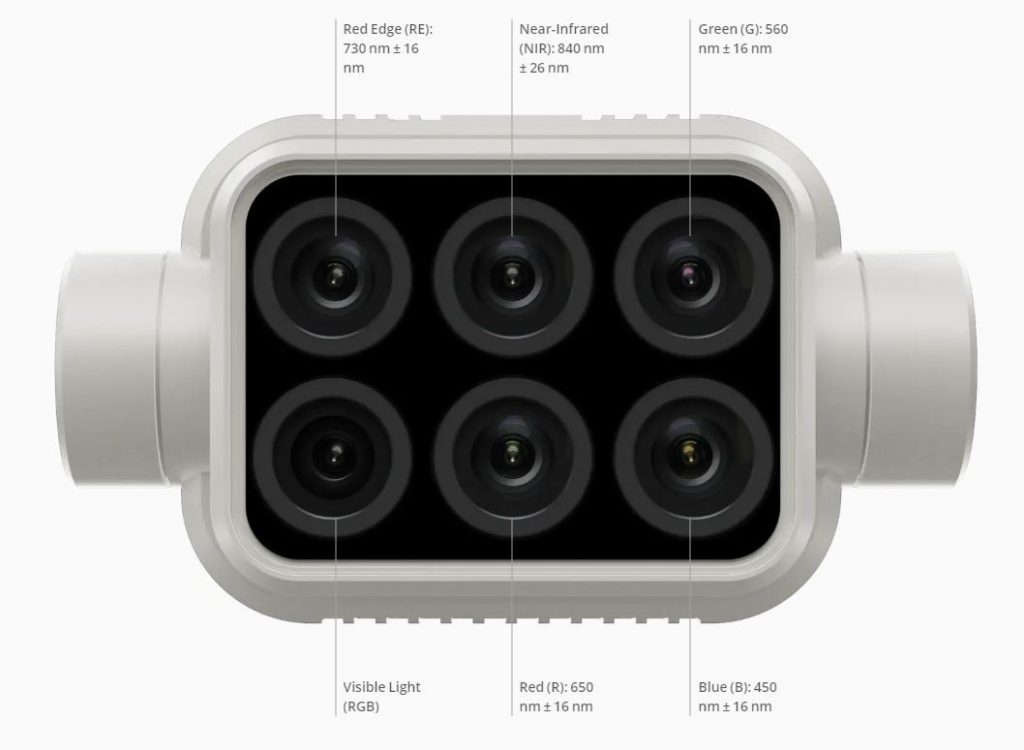 Red Edge (RE):
730 nm ± 16
nm
Near-Infrared
(NIR): 840 nm
± 26 nm
Green (G): 560
nm ± 16 nm
Visible Light
(RGB)
Red (R): 650
nm ± 16 nm
Blue (B): 450
nm ± 16 nm